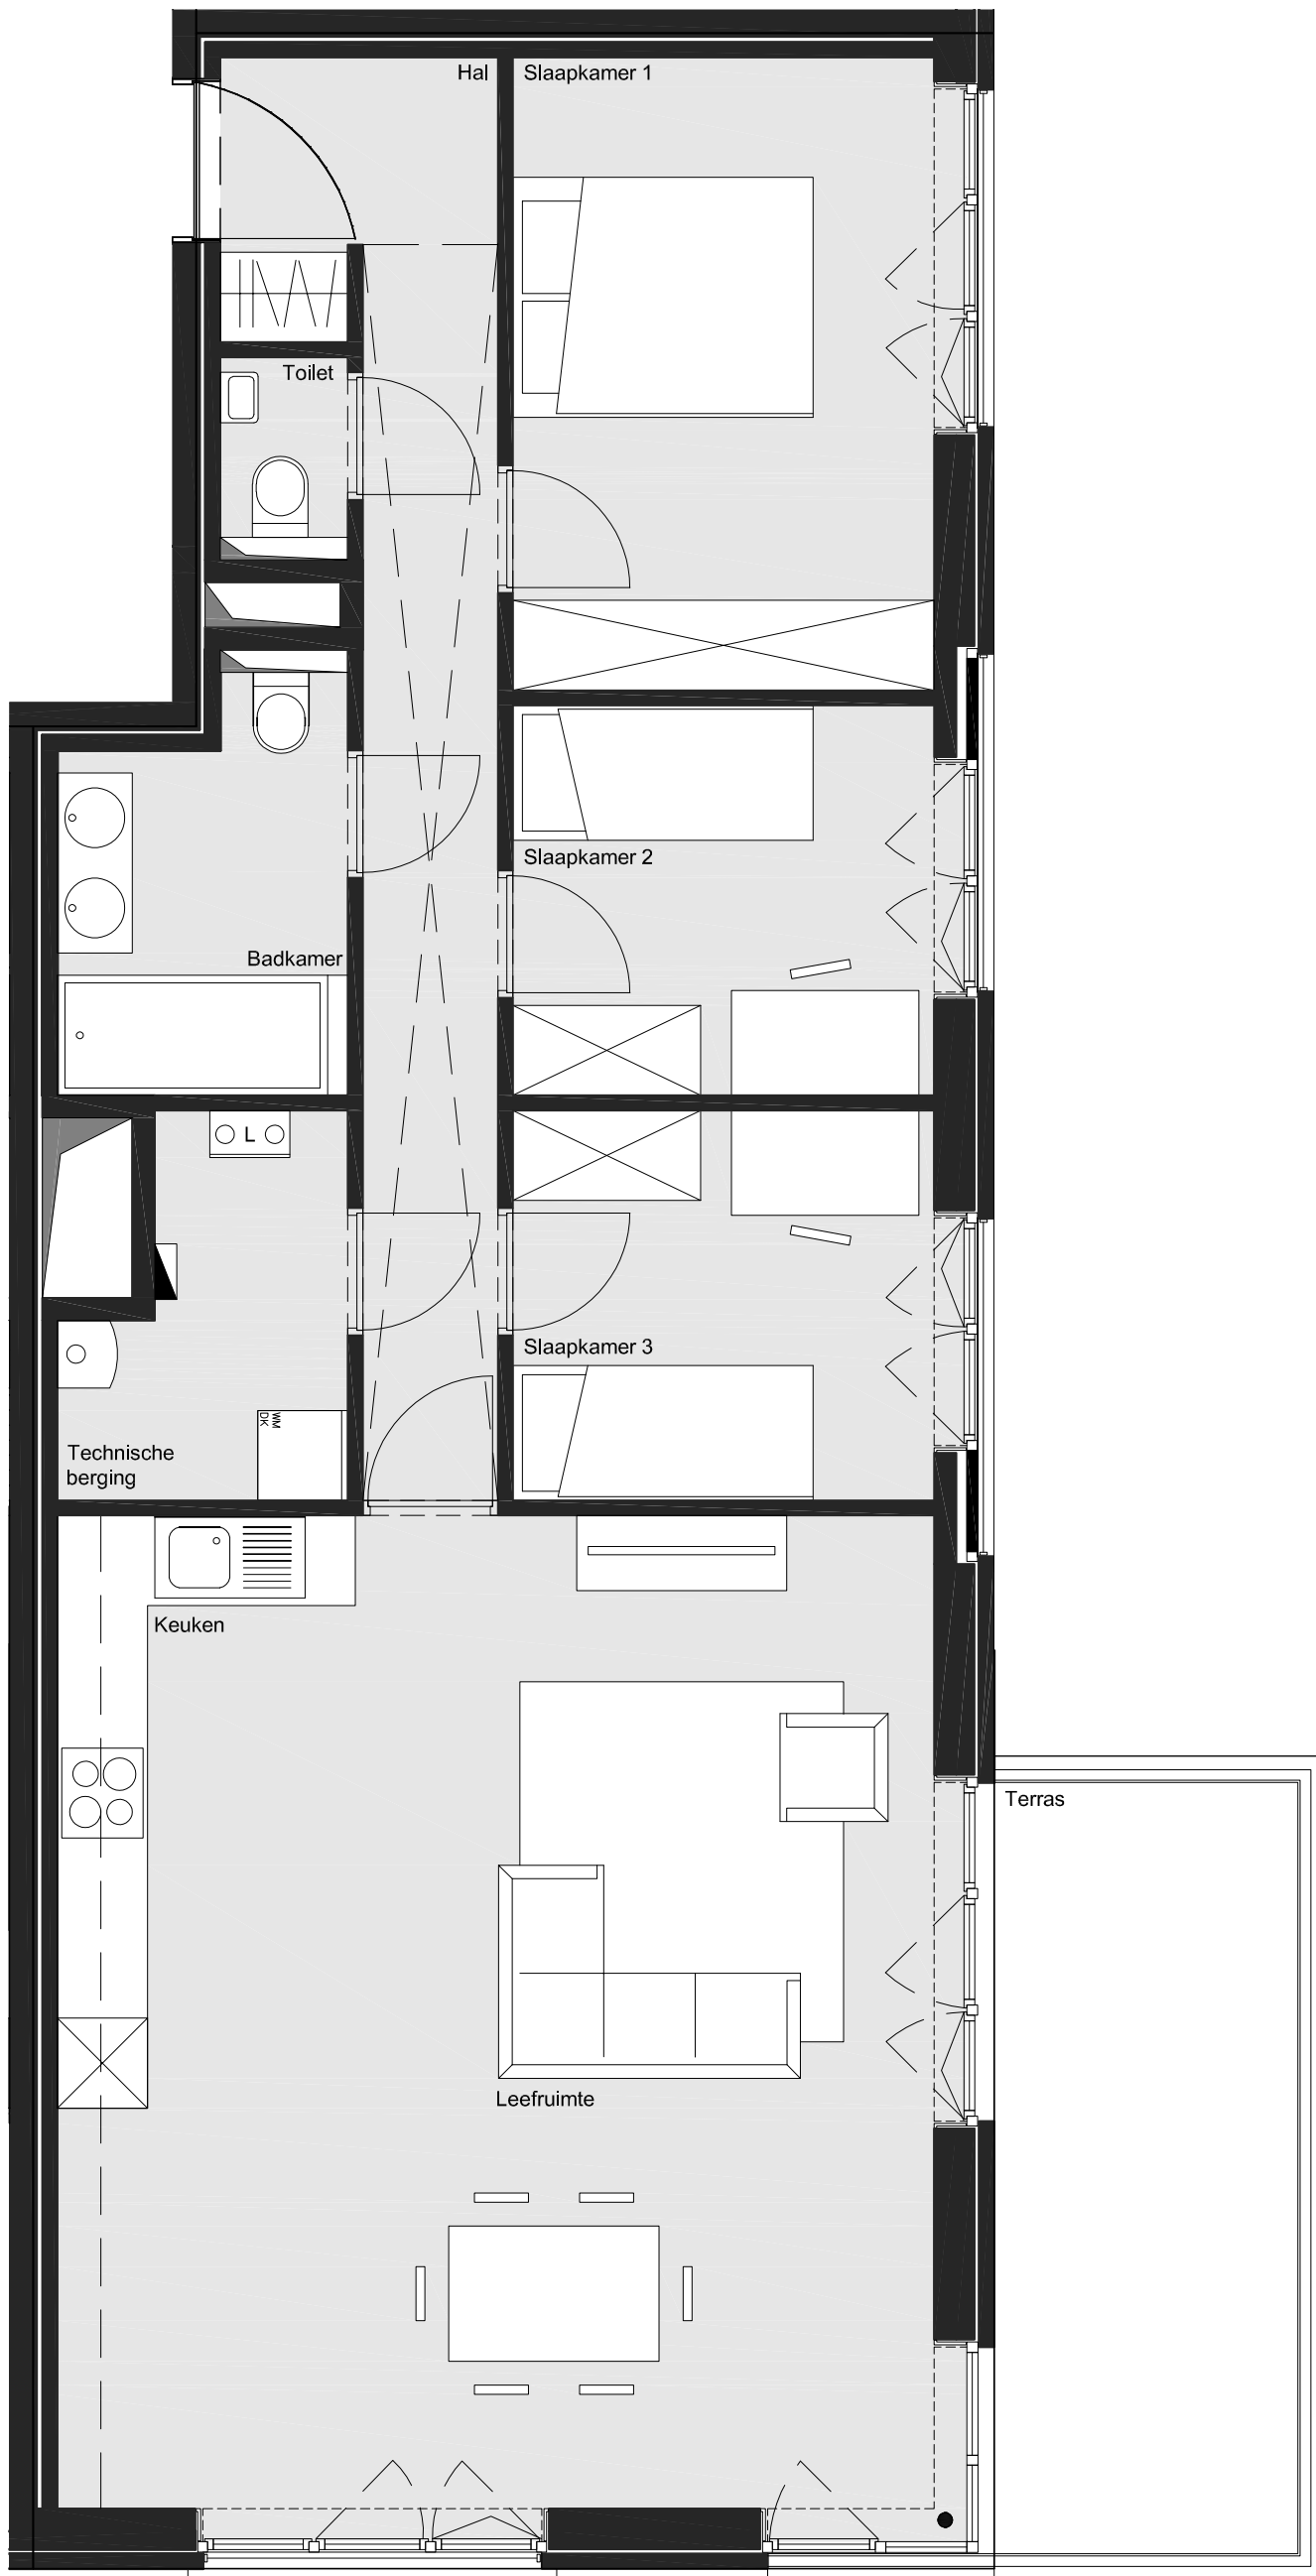 Hal
Slaapkamer 1
Toilet
Slaapkamer 2
Badkamer
L
Slaapkamer 3
WM
DK
Technische
berging
Keuken
Terras
Leefruimte